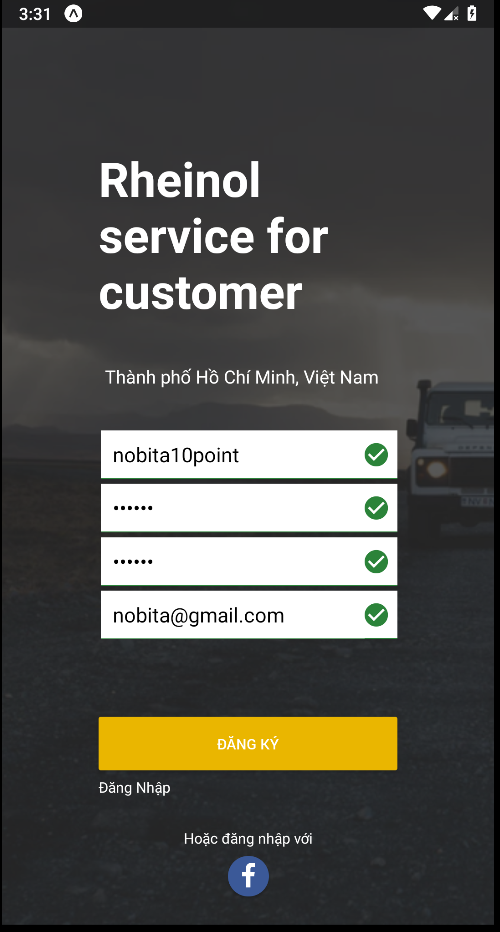 3:31
Rheinol
service for
customer
Thành phố Hồ Chí Minh, Việt Nam
nobita10point
••••••
••••••
nobita@gmail.com
ĐĂNG KÝ
Đăng Nhập
Hoặc đăng nhập với